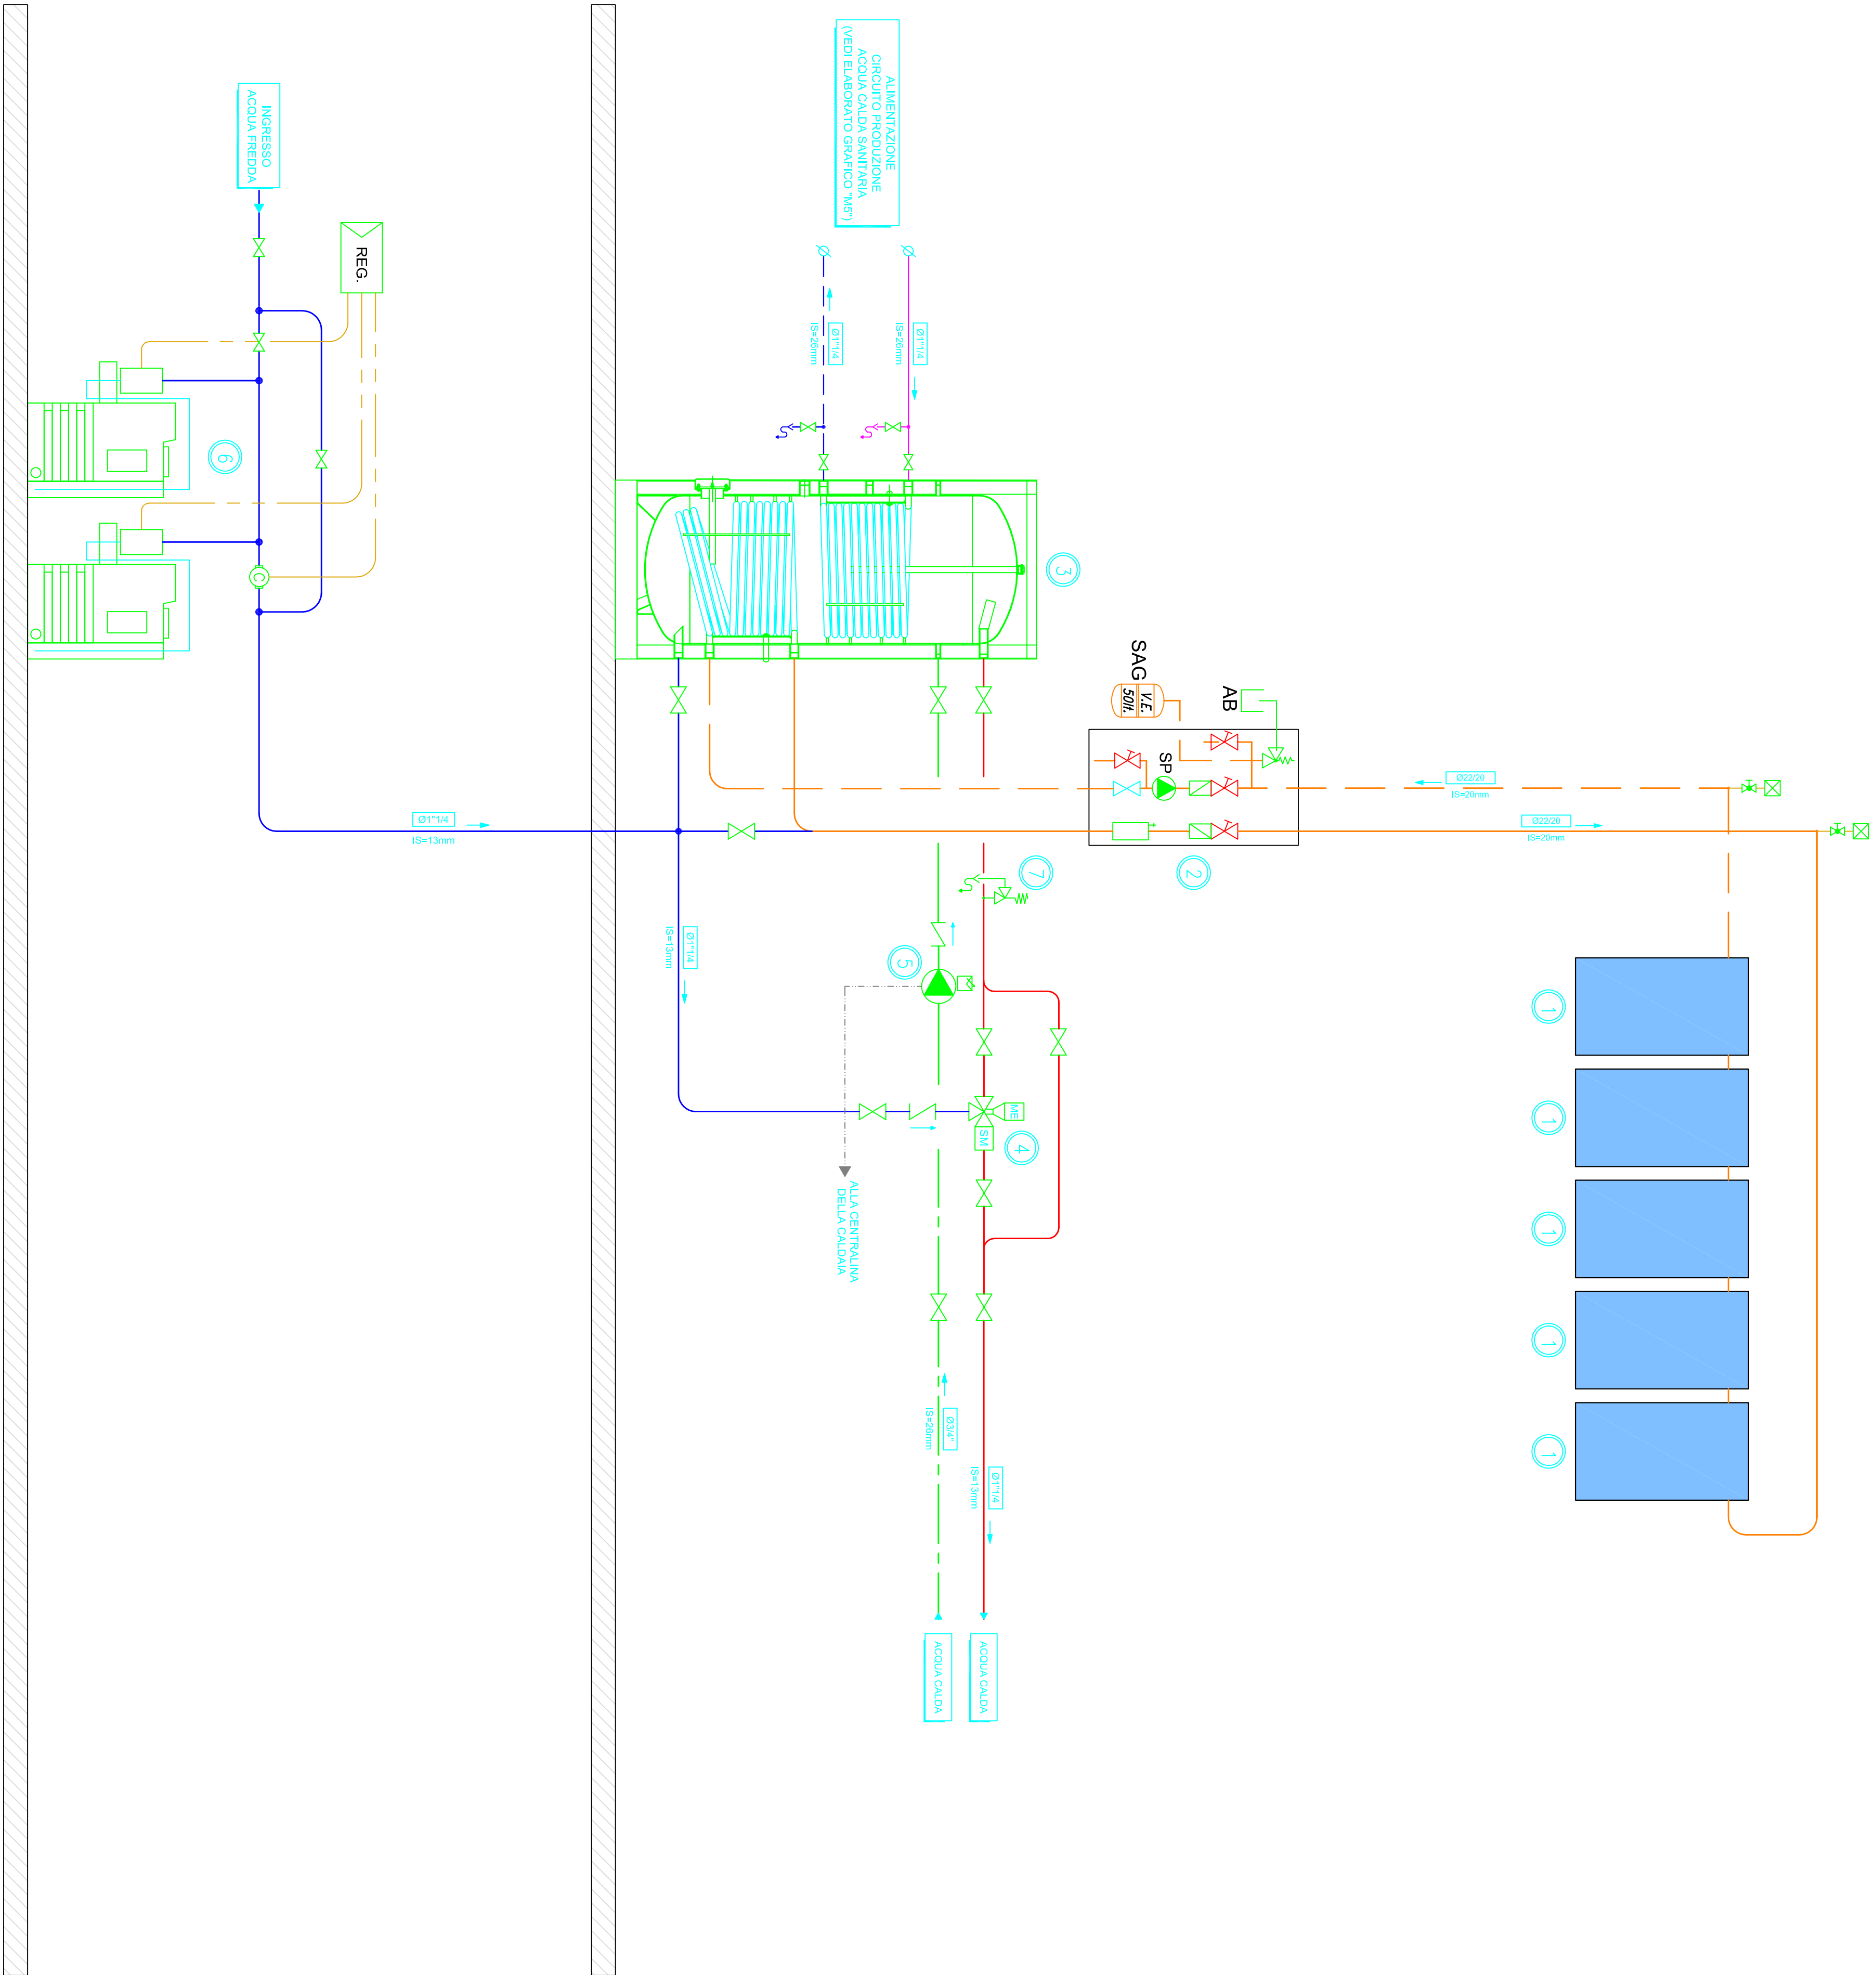 ALIMENTAZIONE
CIRCUITO PRODUZIONE
ACQUA CALDA SANITARIA
(VEDI ELABORATO GRAFICO "M5")
INGRESSO
ACQUA FREDDA
REG.
Ø1"1/4
IS=26mm
Ø1"1/4
IS=26mm
6
3
SAG
V.E.
50lt.
AB
SP
Ø22/20
IS=20mm
Ø22/20
IS=20mm
2
7
Ø1"1/4
IS=13mm
Ø1"1/4
IS=13mm
5
C
ME
SM
4
ALLA CENTRALINA
DELLA CALDAIA
1
1
1
1
1
Ø3/4"
IS=26mm
Ø1"1/4
IS=13mm
ACQUA CALDA
ACQUA CALDA